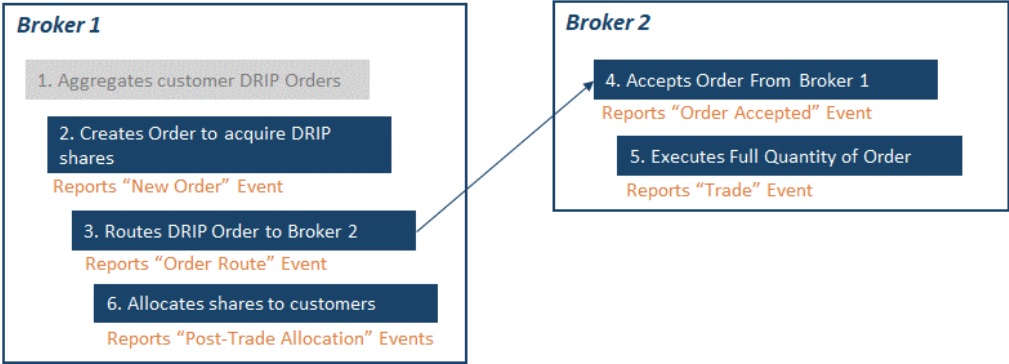 Broker 1
1. Aggregates customer DRIP Orders
2. Creates Order to acquire DRIP
shares
Reports “New Order” Event
3. Routes DRIP Order to Broker 2
Reports “Order Route” Event
6. Allocates shares to customers
Reports “Post-Trade Allocation” Events
Broker 2
4. Accepts Order From Broker 1
Reports “Order Accepted” Event
5. Executes Full Quantity of Order
Reports “Trade” Event